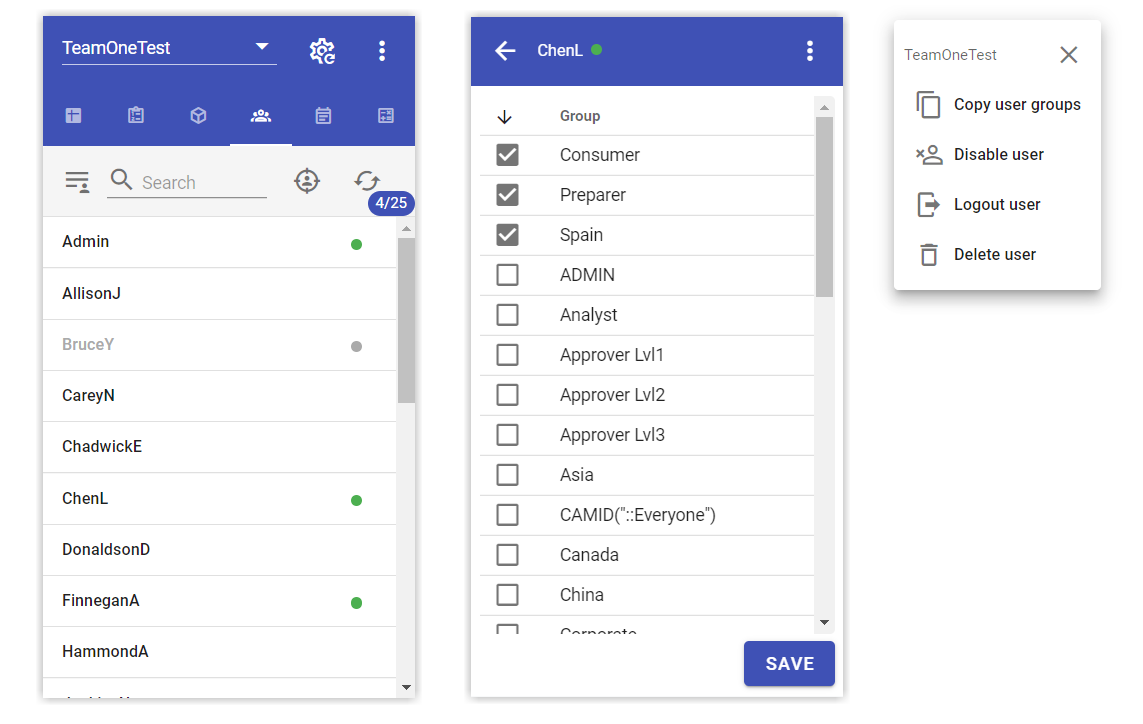 TeamOneTest
Search
4/25
Admin
AllisonJ
BruceY
CareyN
ChadwickE
ChenL
DonaldsonD
FinneganA
HammondA
ChenL
Group
Consumer
Preparer
Spain
ADMIN
Analyst
Approver Lvl1
Approver Lvl2
Approver Lvl3
Asia
CAMID("::Everyone")
Canada
China
Corporate
SAVE
TeamOneTest
Copy user groups
Disable user
Logout user
Delete user